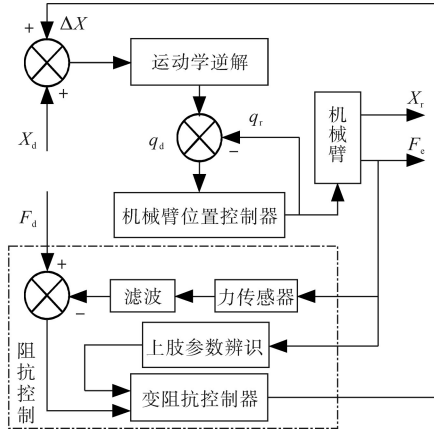 +
ΔX
+
运动学逆解
X_d
q_d
q_r
−
机械臂
X_r
F_e
F_d
机械臂位置控制器
+
−
滤波
力传感器
上肢参数辨识
阻抗控制
变阻抗控制器